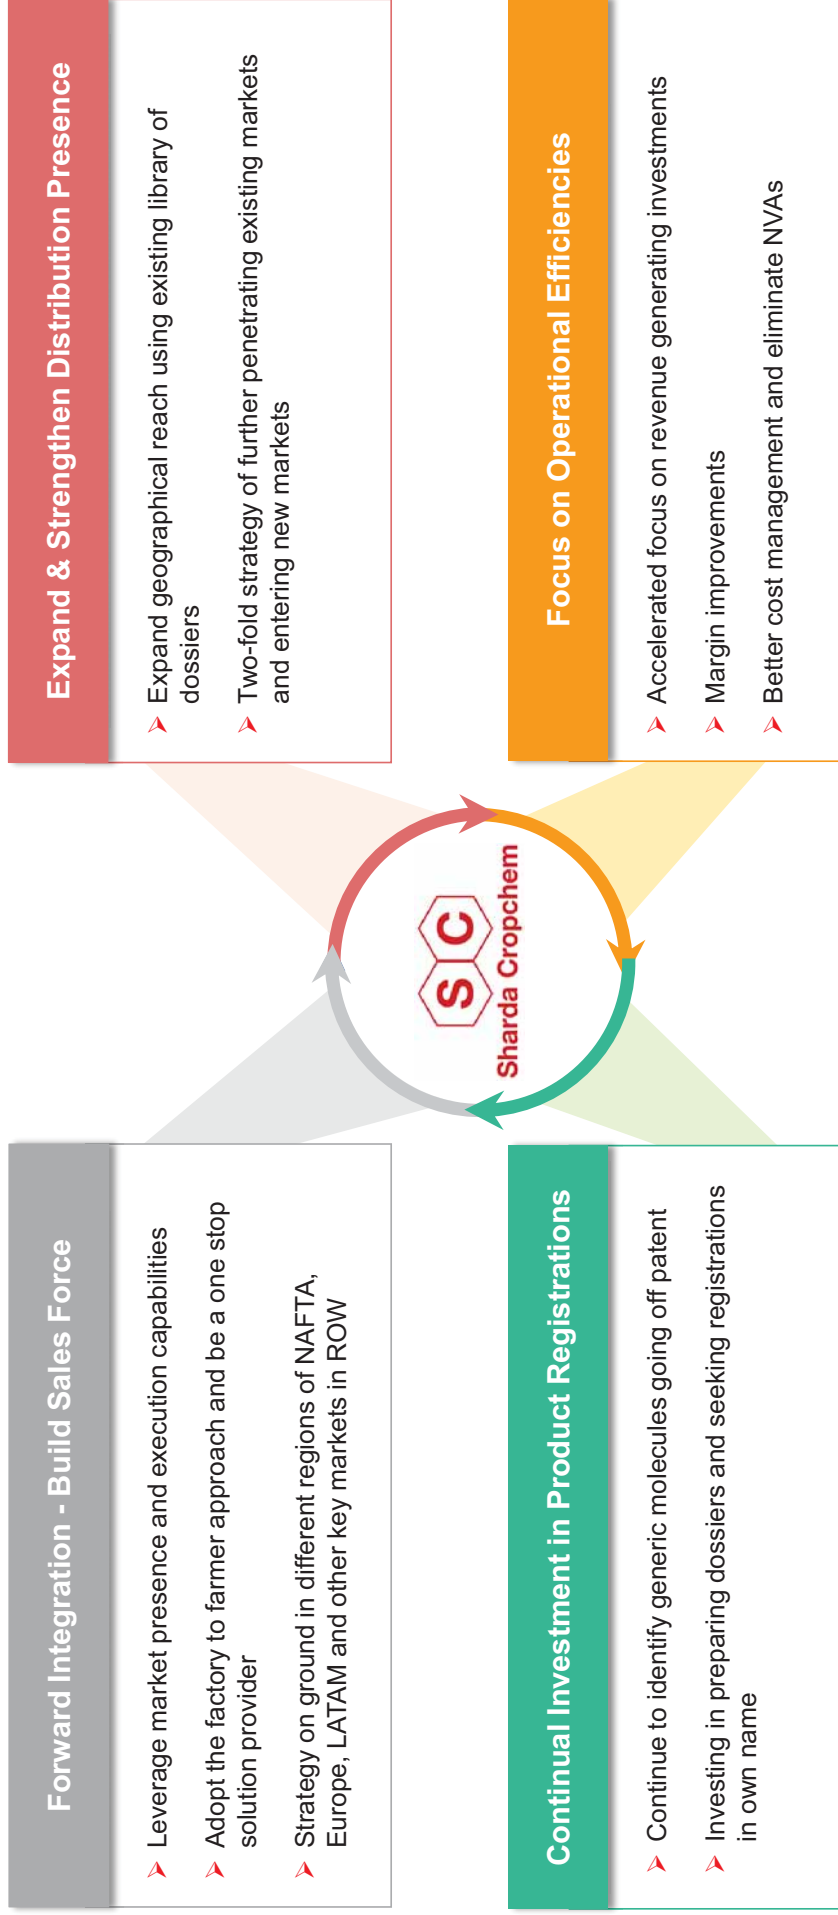 Forward Integration - Build Sales Force
➢ Leverage market presence and execution capabilities
➢ Adopt the factory to farmer approach and be a one stop
solution provider
➢ Strategy on ground in different regions of NAFTA,
Europe, LATAM and other key markets in ROW
Expand & Strengthen Distribution Presence
➢ Expand geographical reach using existing library of
dossiers
➢ Two-fold strategy of further penetrating existing markets
and entering new markets
S C
Sharda Cropchem
Continual Investment in Product Registrations
➢ Continue to identify generic molecules going off patent
➢ Investing in preparing dossiers and seeking registrations
in own name
Focus on Operational Efficiencies
➢ Accelerated focus on revenue generating investments
➢ Margin improvements
➢ Better cost management and eliminate NVAs